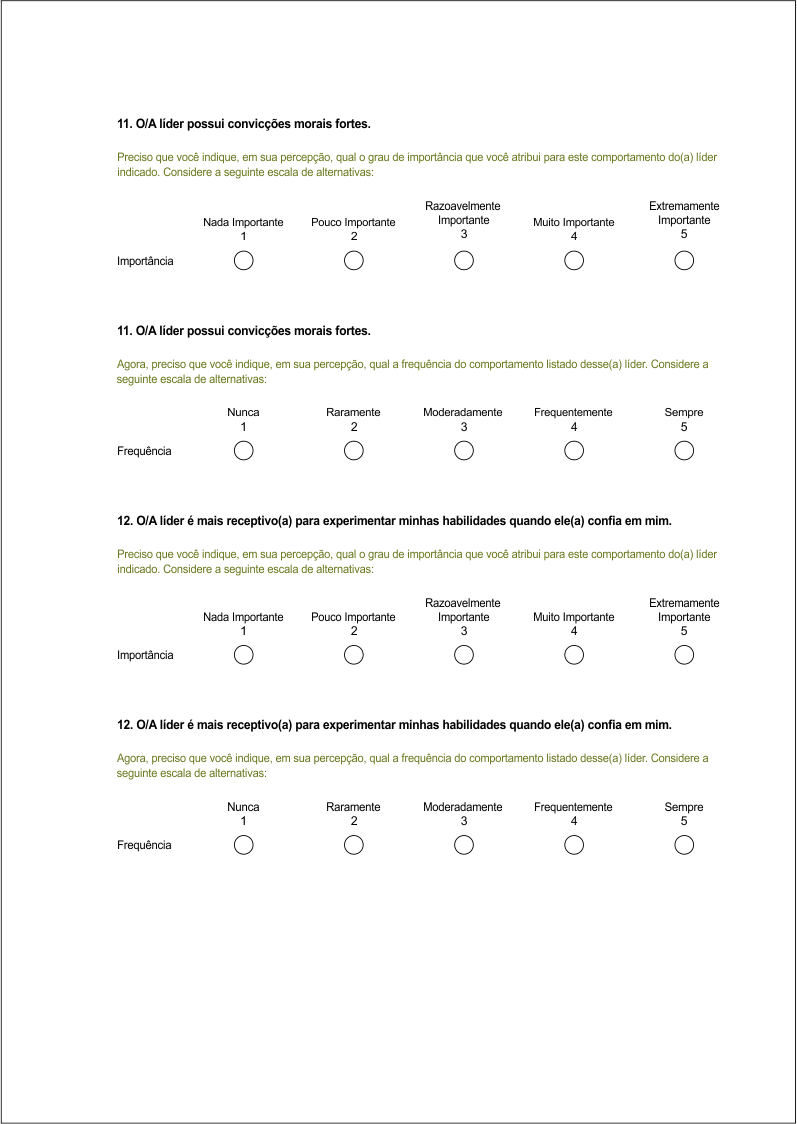 11. O/A líder possui convicções morais fortes.
Preciso que você indique, em sua percepção, qual o grau de importância que você atribui para este comportamento do(a) líder
indicado. Considere a seguinte escala de alternativas:
Nada Importante Pouco Importante Razoavelmente Importante Muito Importante Extremamente Importante
1 2 3 4 5
Importância
11. O/A líder possui convicções morais fortes.
Agora, preciso que você indique, em sua percepção, qual a frequência do comportamento listado desse(a) líder. Considere a
seguinte escala de alternativas:
Nunca Raramente Moderadamente Frequentemente Sempre
1 2 3 4 5
Frequência
12. O/A líder é mais receptivo(a) para experimentar minhas habilidades quando ele(a) confia em mim.
Preciso que você indique, em sua percepção, qual o grau de importância que você atribui para este comportamento do(a) líder
indicado. Considere a seguinte escala de alternativas:
Nada Importante Pouco Importante Razoavelmente Importante Muito Importante Extremamente Importante
1 2 3 4 5
Importância
12. O/A líder é mais receptivo(a) para experimentar minhas habilidades quando ele(a) confia em mim.
Agora, preciso que você indique, em sua percepção, qual a frequência do comportamento listado desse(a) líder. Considere a
seguinte escala de alternativas:
Nunca Raramente Moderadamente Frequentemente Sempre
1 2 3 4 5
Frequência